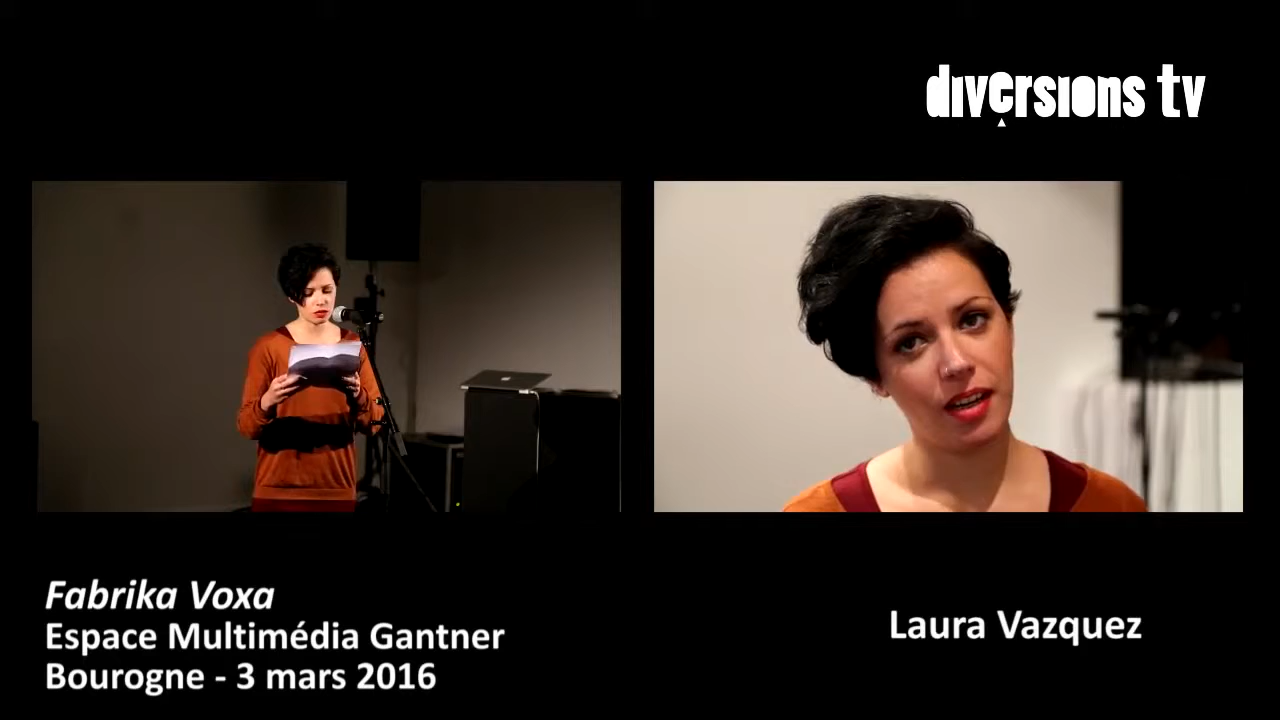 diversions tv
Fabrika Voxa
Espace Multimédia Gantner
Bourogne - 3 mars 2016
Laura Vazquez